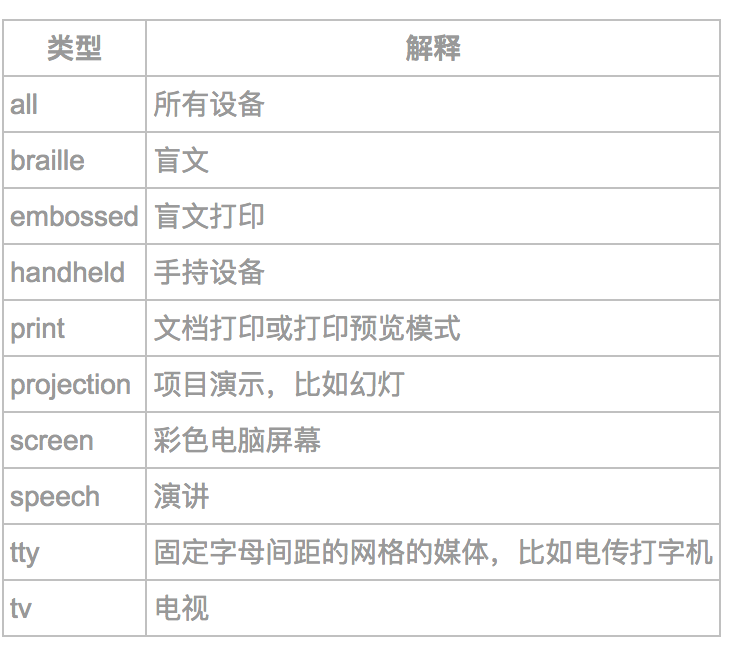 类型 解释
all 所有设备
braille 盲文
embossed 盲文打印
handheld 手持设备
print 文档打印或打印预览模式
projection 项目演示，比如幻灯
screen 彩色电脑屏幕
speech 演讲
tty 固定字母间距的网格的媒体，比如电传打字机
tv 电视